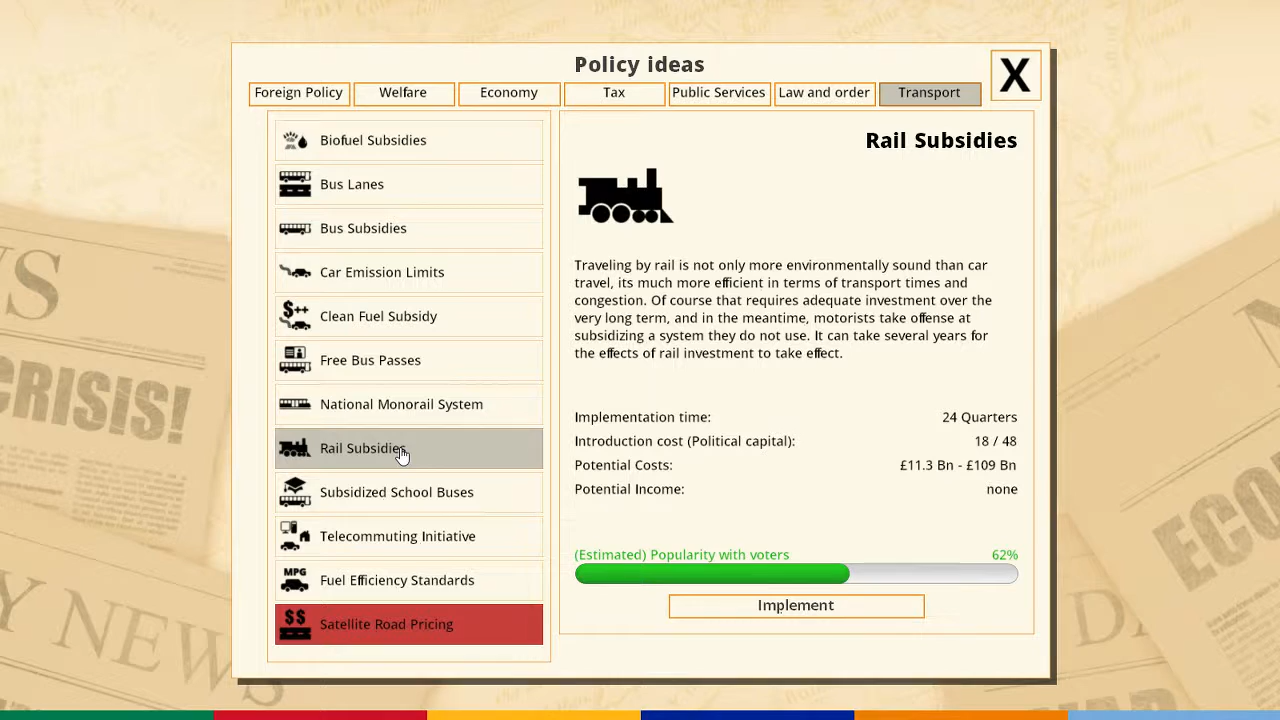 Policy ideas
X
Foreign Policy
Welfare
Economy
Tax
Public Services
Law and order
Transport
Biofuel Subsidies
Bus Lanes
Bus Subsidies
Car Emission Limits
$++
Clean Fuel Subsidy
Free Bus Passes
National Monorail System
Rail Subsidies
Subsidized School Buses
Telecommuting Initiative
MPG
Fuel Efficiency Standards
$$
Satellite Road Pricing
Rail Subsidies
Traveling by rail is not only more environmentally sound than car
travel, its much more efficient in terms of transport times and
congestion. Of course that requires adequate investment over the
very long term, and in the meantime, motorists take offense at
subsidizing a system they do not use. It can take several years for
the effects of rail investment to take effect.
Implementation time: 24 Quarters
Introduction cost (Political capital): 18 / 48
Potential Costs: £11.3 Bn - £109 Bn
Potential Income: none
(Estimated) Popularity with voters 62%
Implement
CRISIS!